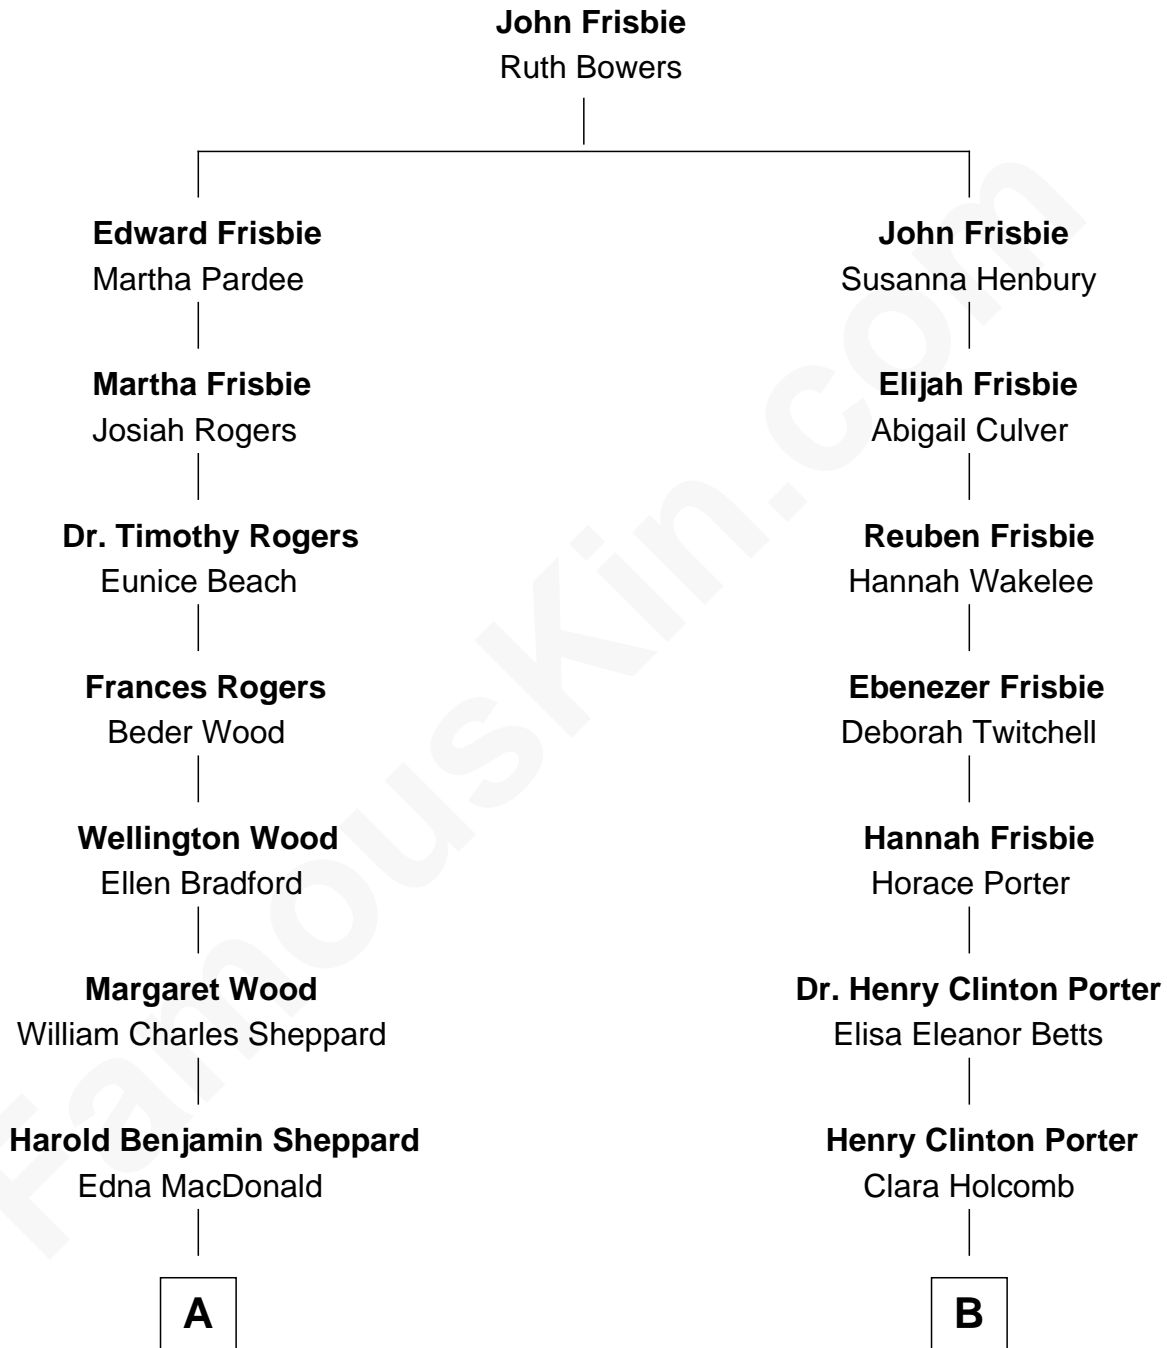 John Frisbie
Ruth Bowers
Edward Frisbie
Martha Pardee
John Frisbie
Susanna Henbury
Martha Frisbie
Josiah Rogers
Elijah Frisbie
Abigail Culver
Dr. Timothy Rogers
Eunice Beach
Reuben Frisbie
Hannah Wakelee
Frances Rogers
Beder Wood
Ebenezer Frisbie
Deborah Twitchell
Wellington Wood
Ellen Bradford
Hannah Frisbie
Horace Porter
Margaret Wood
William Charles Sheppard
Dr. Henry Clinton Porter
Elisa Eleanor Betts
Harold Benjamin Sheppard
Edna MacDonald
Henry Clinton Porter
Clara Holcomb
A
B
FamousKin.com